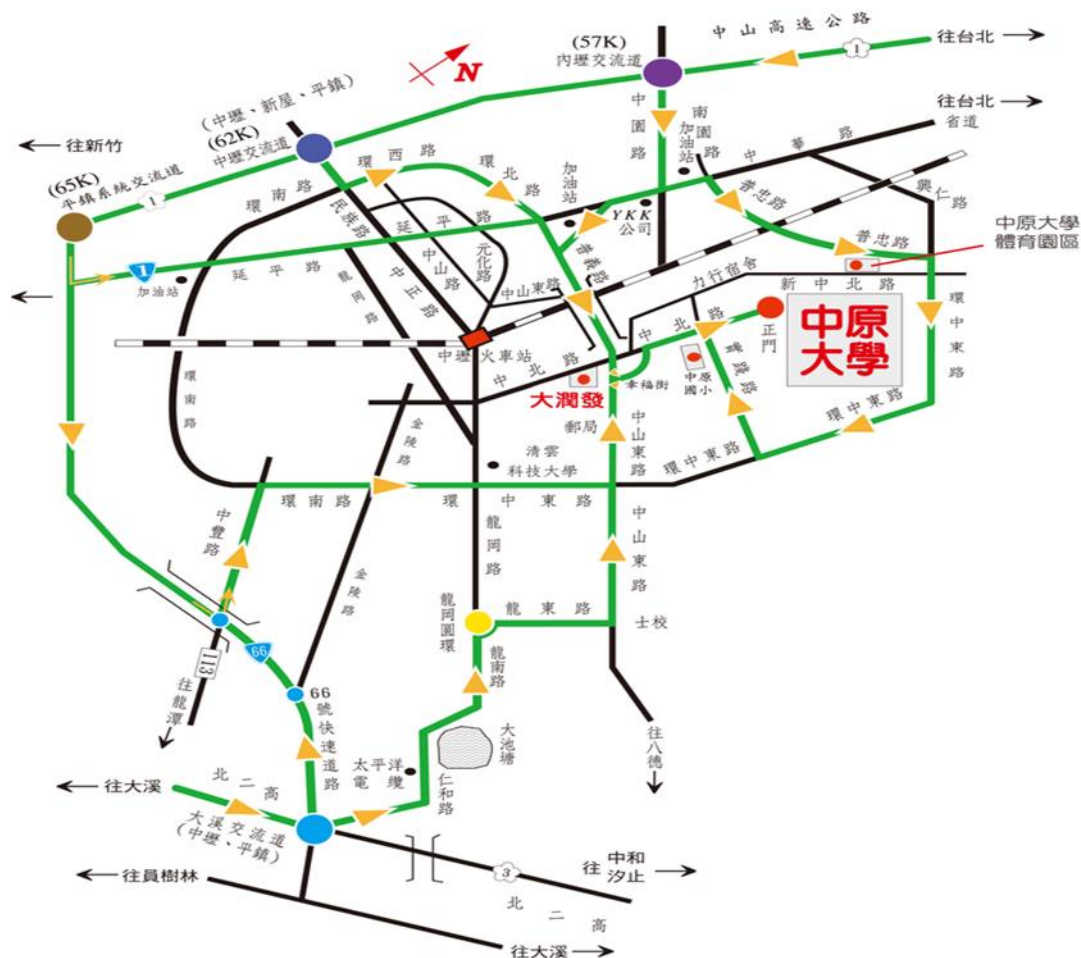 (57K)
內壢交流道
中山高速公路
1
往台北
N
往台北
省道
(中壢、新屋、平鎮)
(62K)
中壢交流道
往新竹
(65K)
平鎮系統交流道
1
環西路
環北路
加油站
中園路
南園路
加油站
中華路
興仁路
環南路
民族路
延平路
中山路
元化路
YKK
公司
普義路
普忠路
普忠路
中原大學
體育園區
1
加油站
延平路
龍岡路
中正路
中山東路
力行宿舍
新中北路
中原
大學
正門
環中東路
中壢火車站
中北路
中北路
大潤發
幸福街
中原
國小
實踐路
環中東路
郵局
中山東路
環南路
金陵路
清雲
科技大學
環中東路
環南路
環中東路
中豐路
金陵路
龍岡路
中山東路
龍岡圓環
龍東路
士校
66
113
往龍潭
66
號快速道路
龍南路
大池塘
往八德
太平洋
電纜
仁和路
往大溪
北二高
大溪交流道
(中壢、平鎮)
往員樹林
3
往
中和
汐止
北二高
往大溪